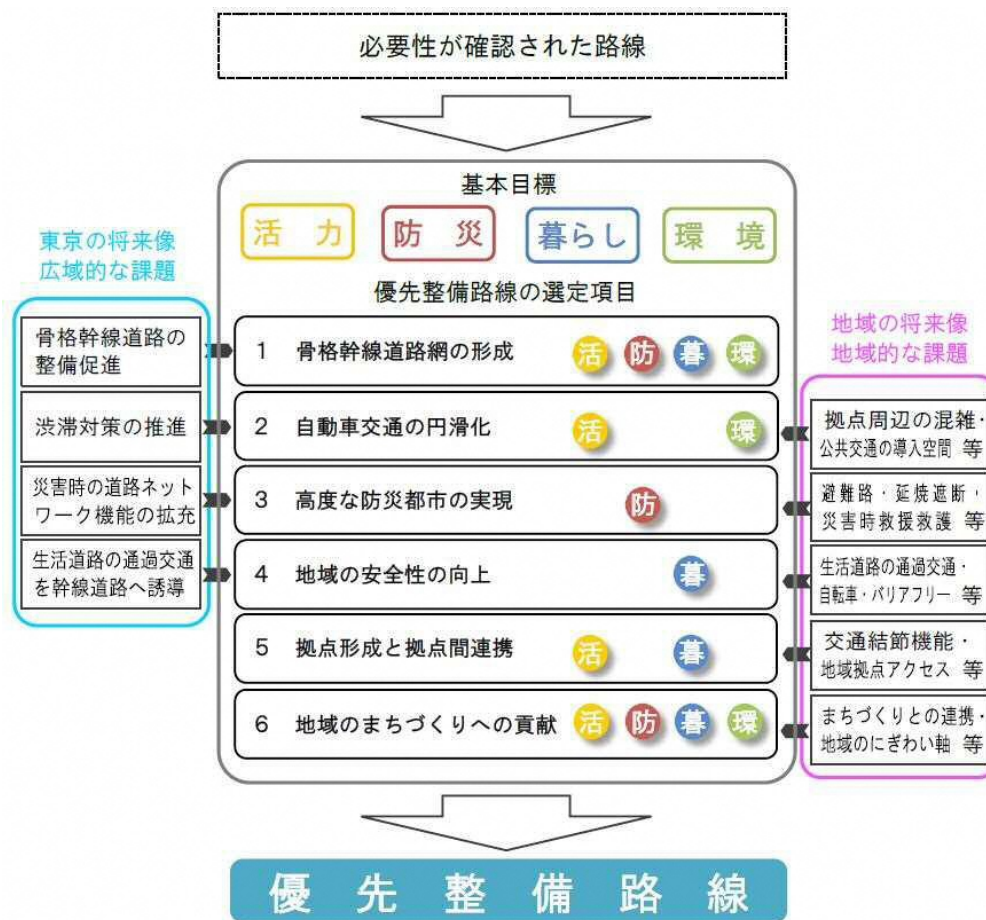 必要性が確認された路線
基本目標
活力
防災
暮らし
環境
優先整備路線の選定項目
東京の将来像
広域的な課題
骨格幹線道路の
整備促進
渋滞対策の推進
災害時の道路ネット
ワーク機能の拡充
生活道路の通過交通
を幹線道路へ誘導
1 骨格幹線道路網の形成 活 防 暮 環
2 自動車交通の円滑化 活 環
3 高度な防災都市の実現 防
4 地域の安全性の向上 暮
5 拠点形成と拠点間連携 活 暮
6 地域のまちづくりへの貢献 活 防 暮 環
地域の将来像
地域的な課題
拠点周辺の混雑・
公共交通の導入空間 等
避難路・延焼遮断・
災害時救援救護 等
生活道路の通過交通・
自転車・バリアフリー 等
交通結節機能・
地域拠点アクセス 等
まちづくりとの連携・
地域のにぎわい軸 等
優先整備路線